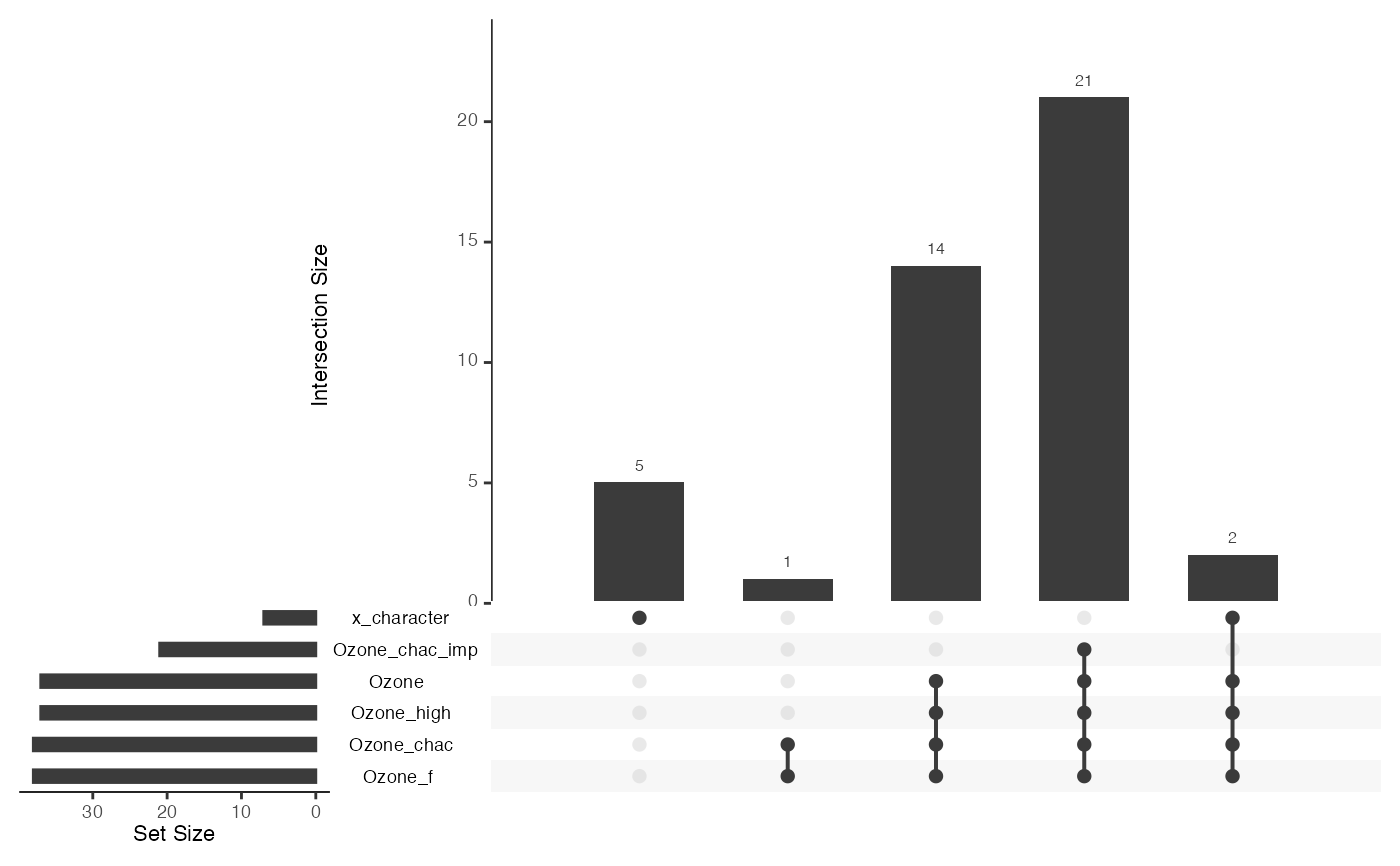 21
20
15
14
10
5
5
1
2
0
Intersection Size
x_character
Ozone_chac_imp
Ozone
Ozone_high
Ozone_chac
Ozone_f
30 20 10 0
Set Size